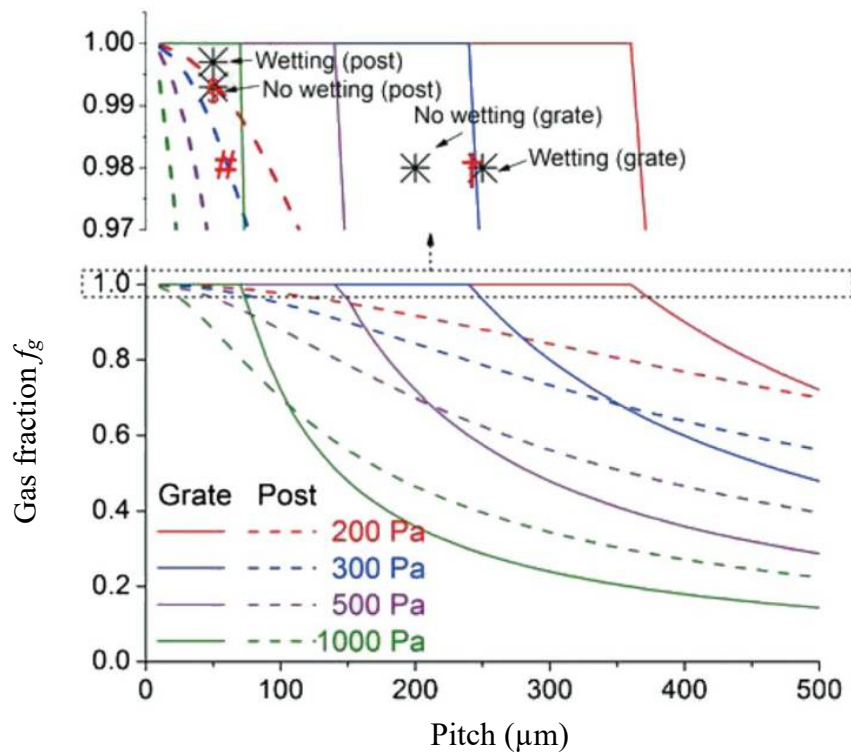 1.00
0.99
0.98
0.97
Wetting (post)
No wetting (post)
No wetting (grate)
Wetting (grate)
#
§
†
1.0
0.8
0.6
0.4
0.2
0.0
Gas fraction f_g
Grate Post
200 Pa
300 Pa
500 Pa
1000 Pa
0 100 200 300 400 500
Pitch (µm)